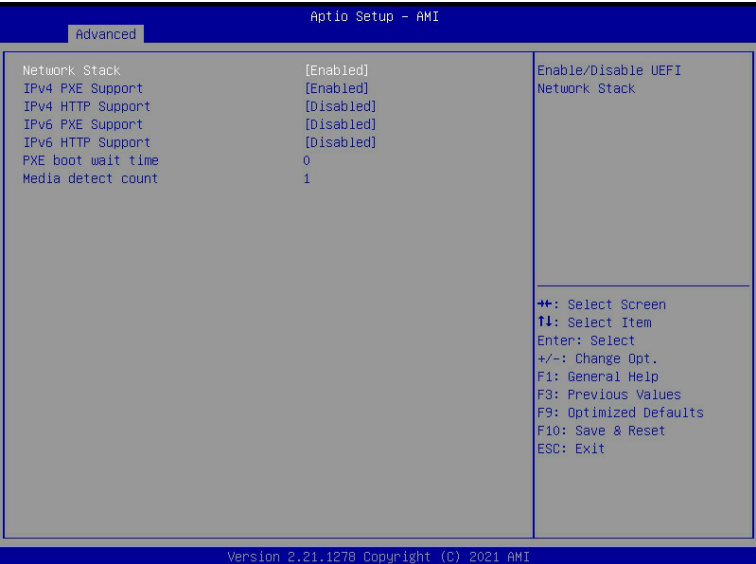 Aptio Setup – AMI
Advanced
Network Stack [Enabled]
IPv4 PXE Support [Enabled]
IPv4 HTTP Support [Disabled]
IPv6 PXE Support [Disabled]
IPv6 HTTP Support [Disabled]
PXE boot wait time 0
Media detect count 1
Enable/Disable UEFI
Network Stack
→←: Select Screen
↑↓: Select Item
Enter: Select
+/-: Change Opt.
F1: General Help
F3: Previous Values
F9: Optimized Defaults
F10: Save & Reset
ESC: Exit
Version 2.21.1278 Copyright (C) 2021 AMI